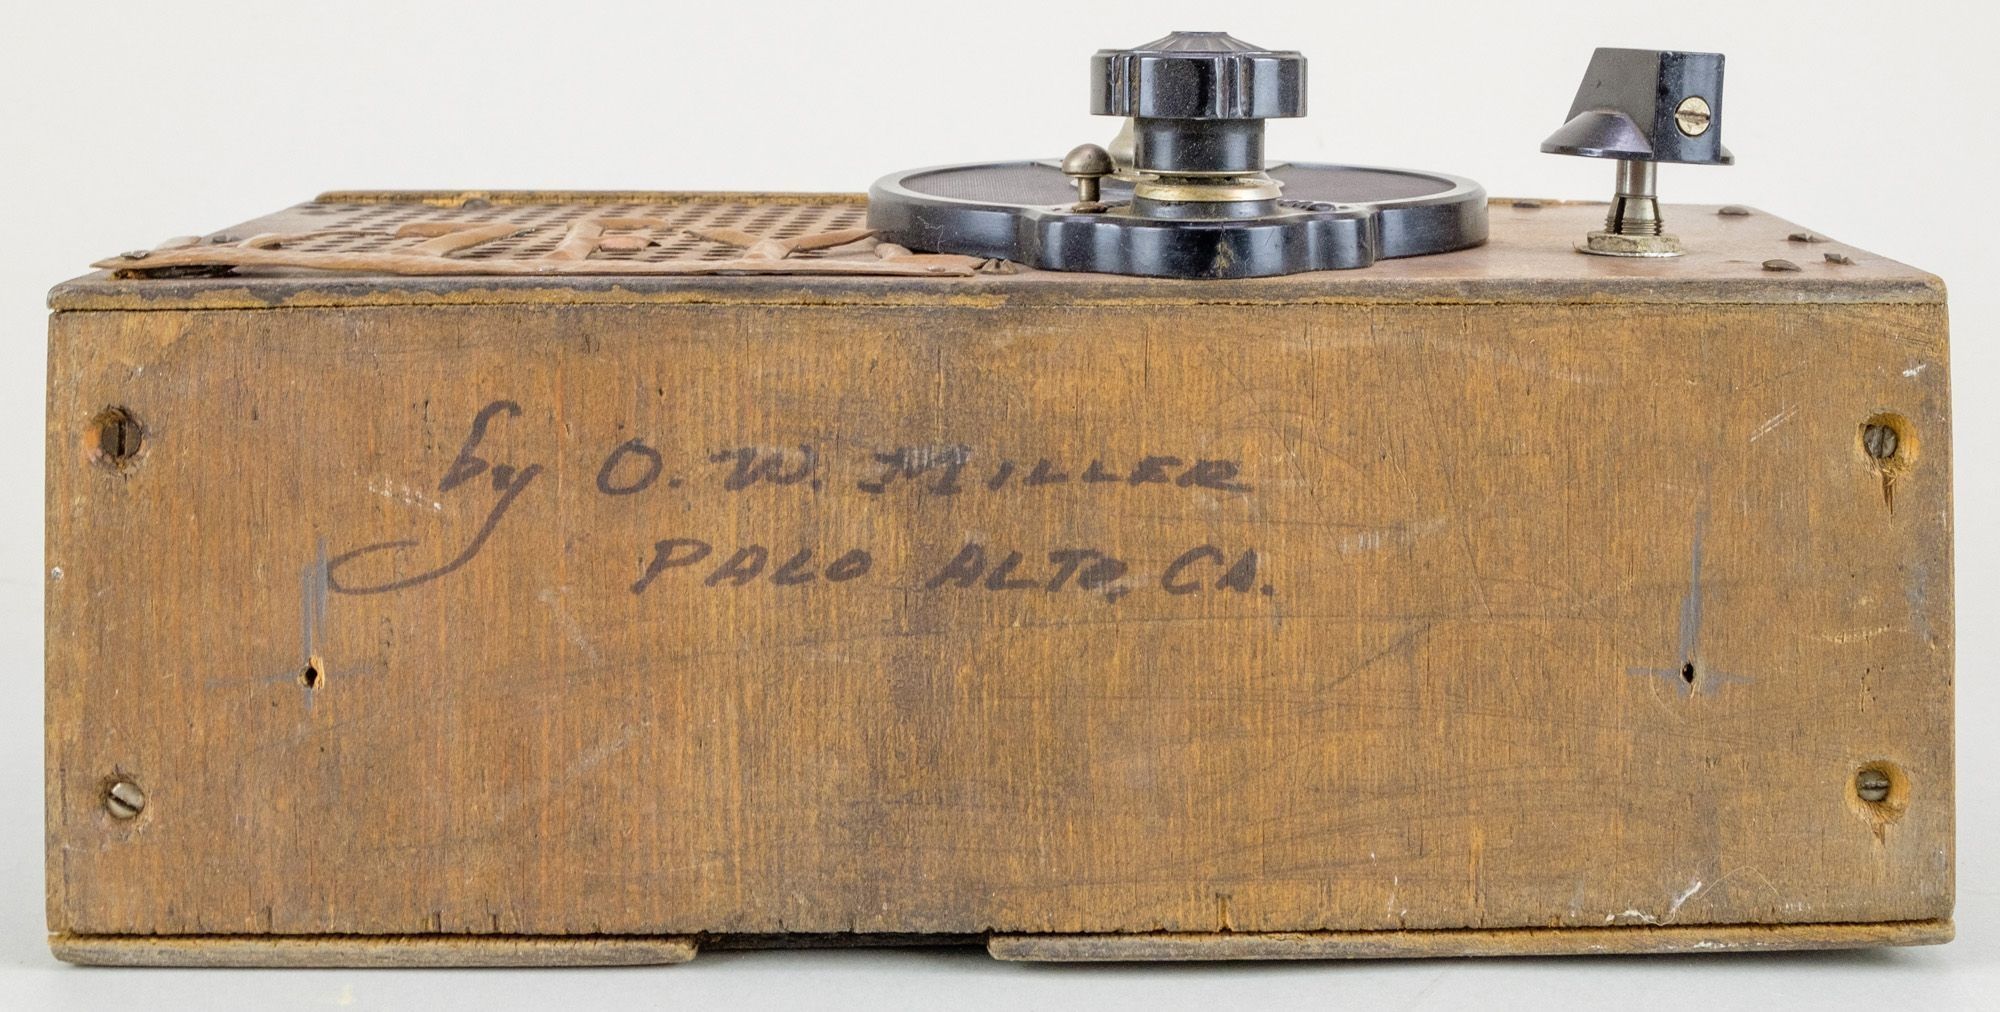 by O. W. MILLER
PALO ALTO, CA.